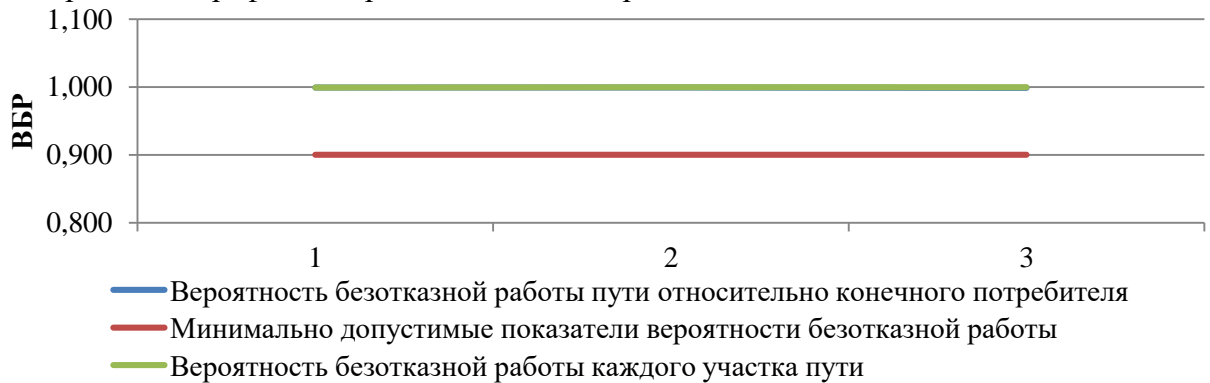 1,100
1,000
0,900
0,800
ВБР
1 2 3
Вероятность безотказной работы пути относительно конечного потребителя
Минимально допустимые показатели вероятности безотказной работы
Вероятность безотказной работы каждого участка пути